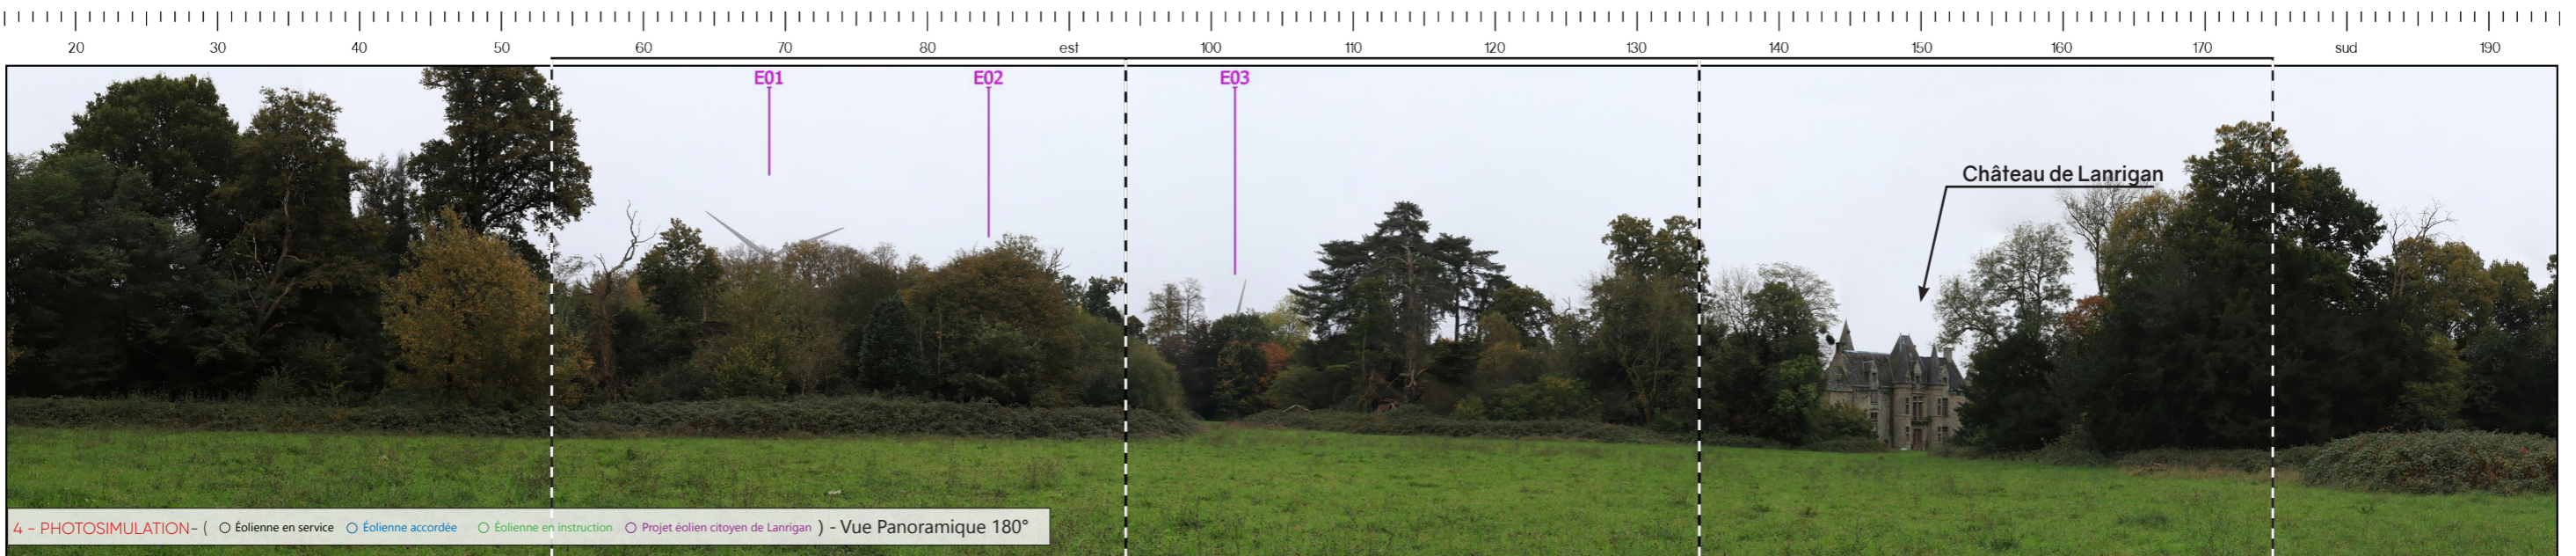 20 30 40 50 60 70 80 est 100 110 120 130 140 150 160 170 sud 190
E01 E02 E03
Château de Lanrigan
4 - PHOTOSIMULATION- ( Éolienne en service Éolienne accordée Éolienne en instruction Projet éolien citoyen de Lanrigan ) - Vue Panoramique 180°